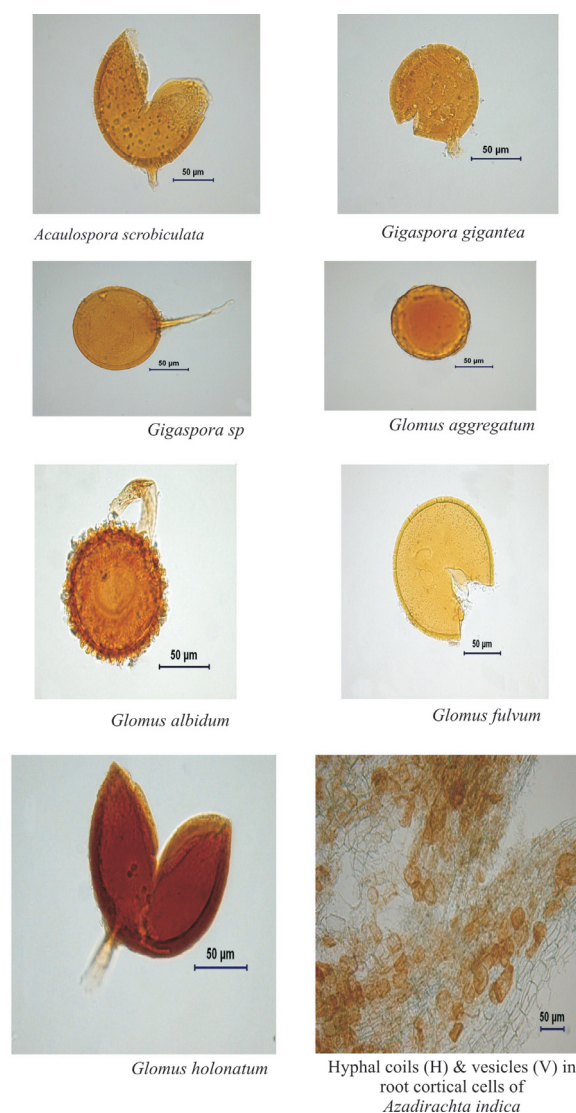 50 µm
50 µm
Acaulospora scrobiculata
Gigaspora gigantea
50 µm
50 µm
Gigaspora sp
Glomus aggregatum
50 µm
50 µm
Glomus albidum
Glomus fulvum
50 µm
50 µm
Glomus holonatum
Hyphal coils (H) & vesicles (V) in
root cortical cells of
Azadirachta indica